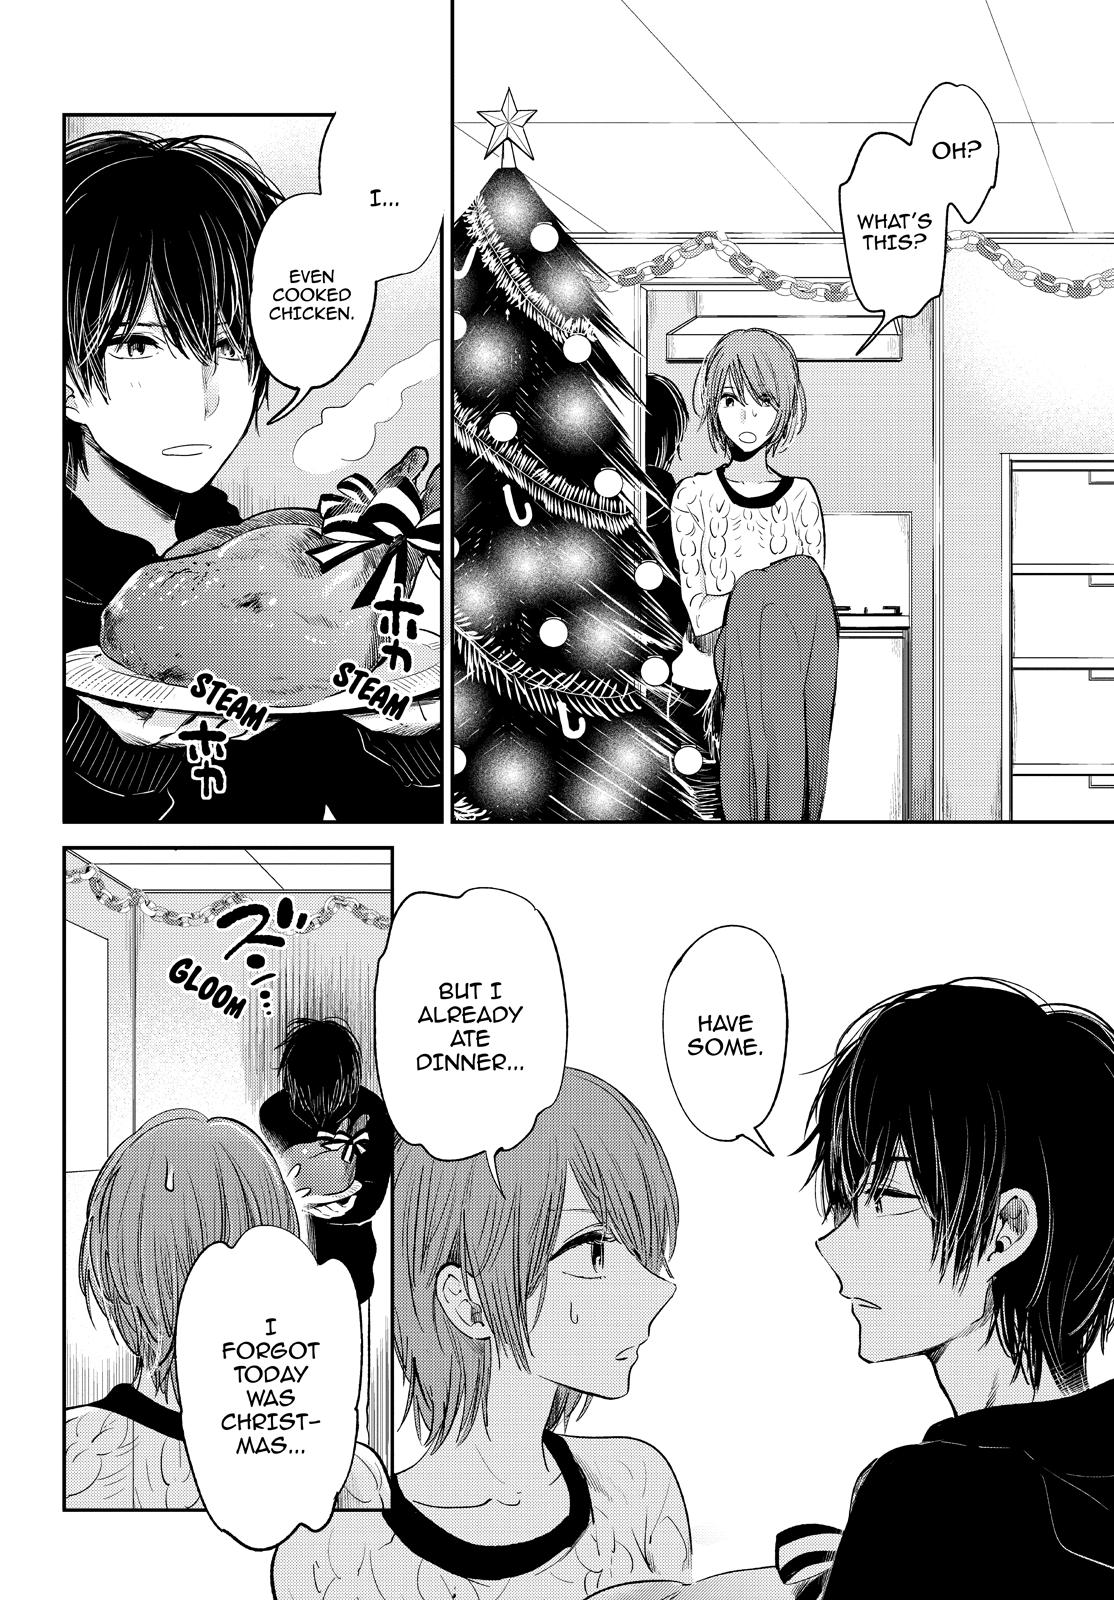 OH?
WHAT'S
THIS?
I...
EVEN
COOKED
CHICKEN.
ホカ
STEAM
STEAM
ホカ
HAVE
SOME.
BUT I
ALREADY
ATE
DINNER...
ズン...
GLOOM
I
FORGOT
TODAY
WAS
CHRIST-
MAS...